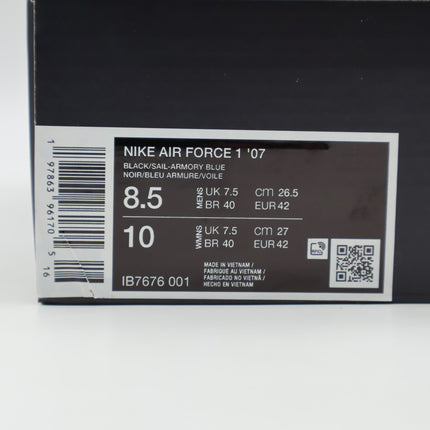 NIKE AIR FORCE 1 '07
BLACK/SAIL-ARMORY BLUE
NOIR/BLEU ARMURE/VOILE
8.5 MENS UK 7.5 cm 26.5
BR 40 EUR 42
10 WMNS UK 7.5 cm 27
BR 40 EUR 42
IB7676 001
MADE IN VIETNAM /
FABRIQUÉ AU VIETNAM /
FABRICADO NO VIETNÃ /
HECHO EN VIETNAM
1 97863 96170 5 16